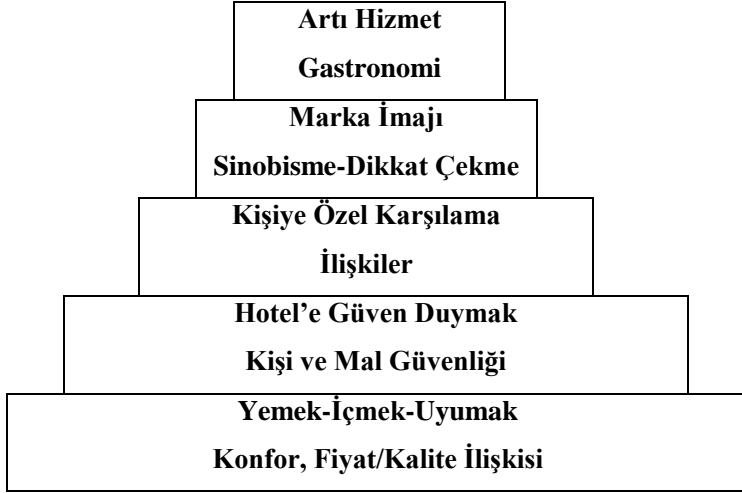 Artı Hizmet
Gastronomi
Marka İmajı
Sinobisme-Dikkat Çekme
Kişiye Özel Karşılama
İlişkiler
Hotel’e Güven Duymak
Kişi ve Mal Güvenliği
Yemek-İçmek-Uyumak
Konfor, Fiyat/Kalite İlişkisi